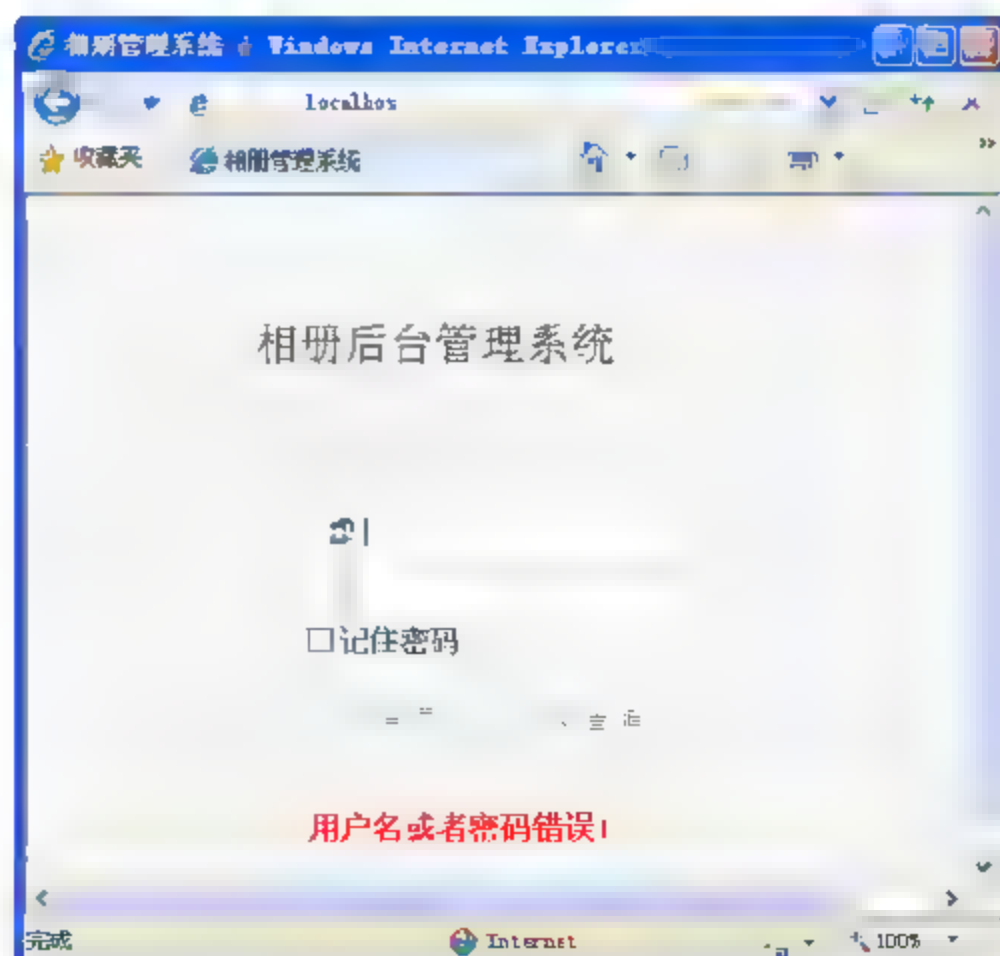 相册管理系统 - Windows Internet Explorer
localhos
收藏夹 相册管理系统
相册后台管理系统
记住密码
用户名或者密码错误!
完成 Internet 100%